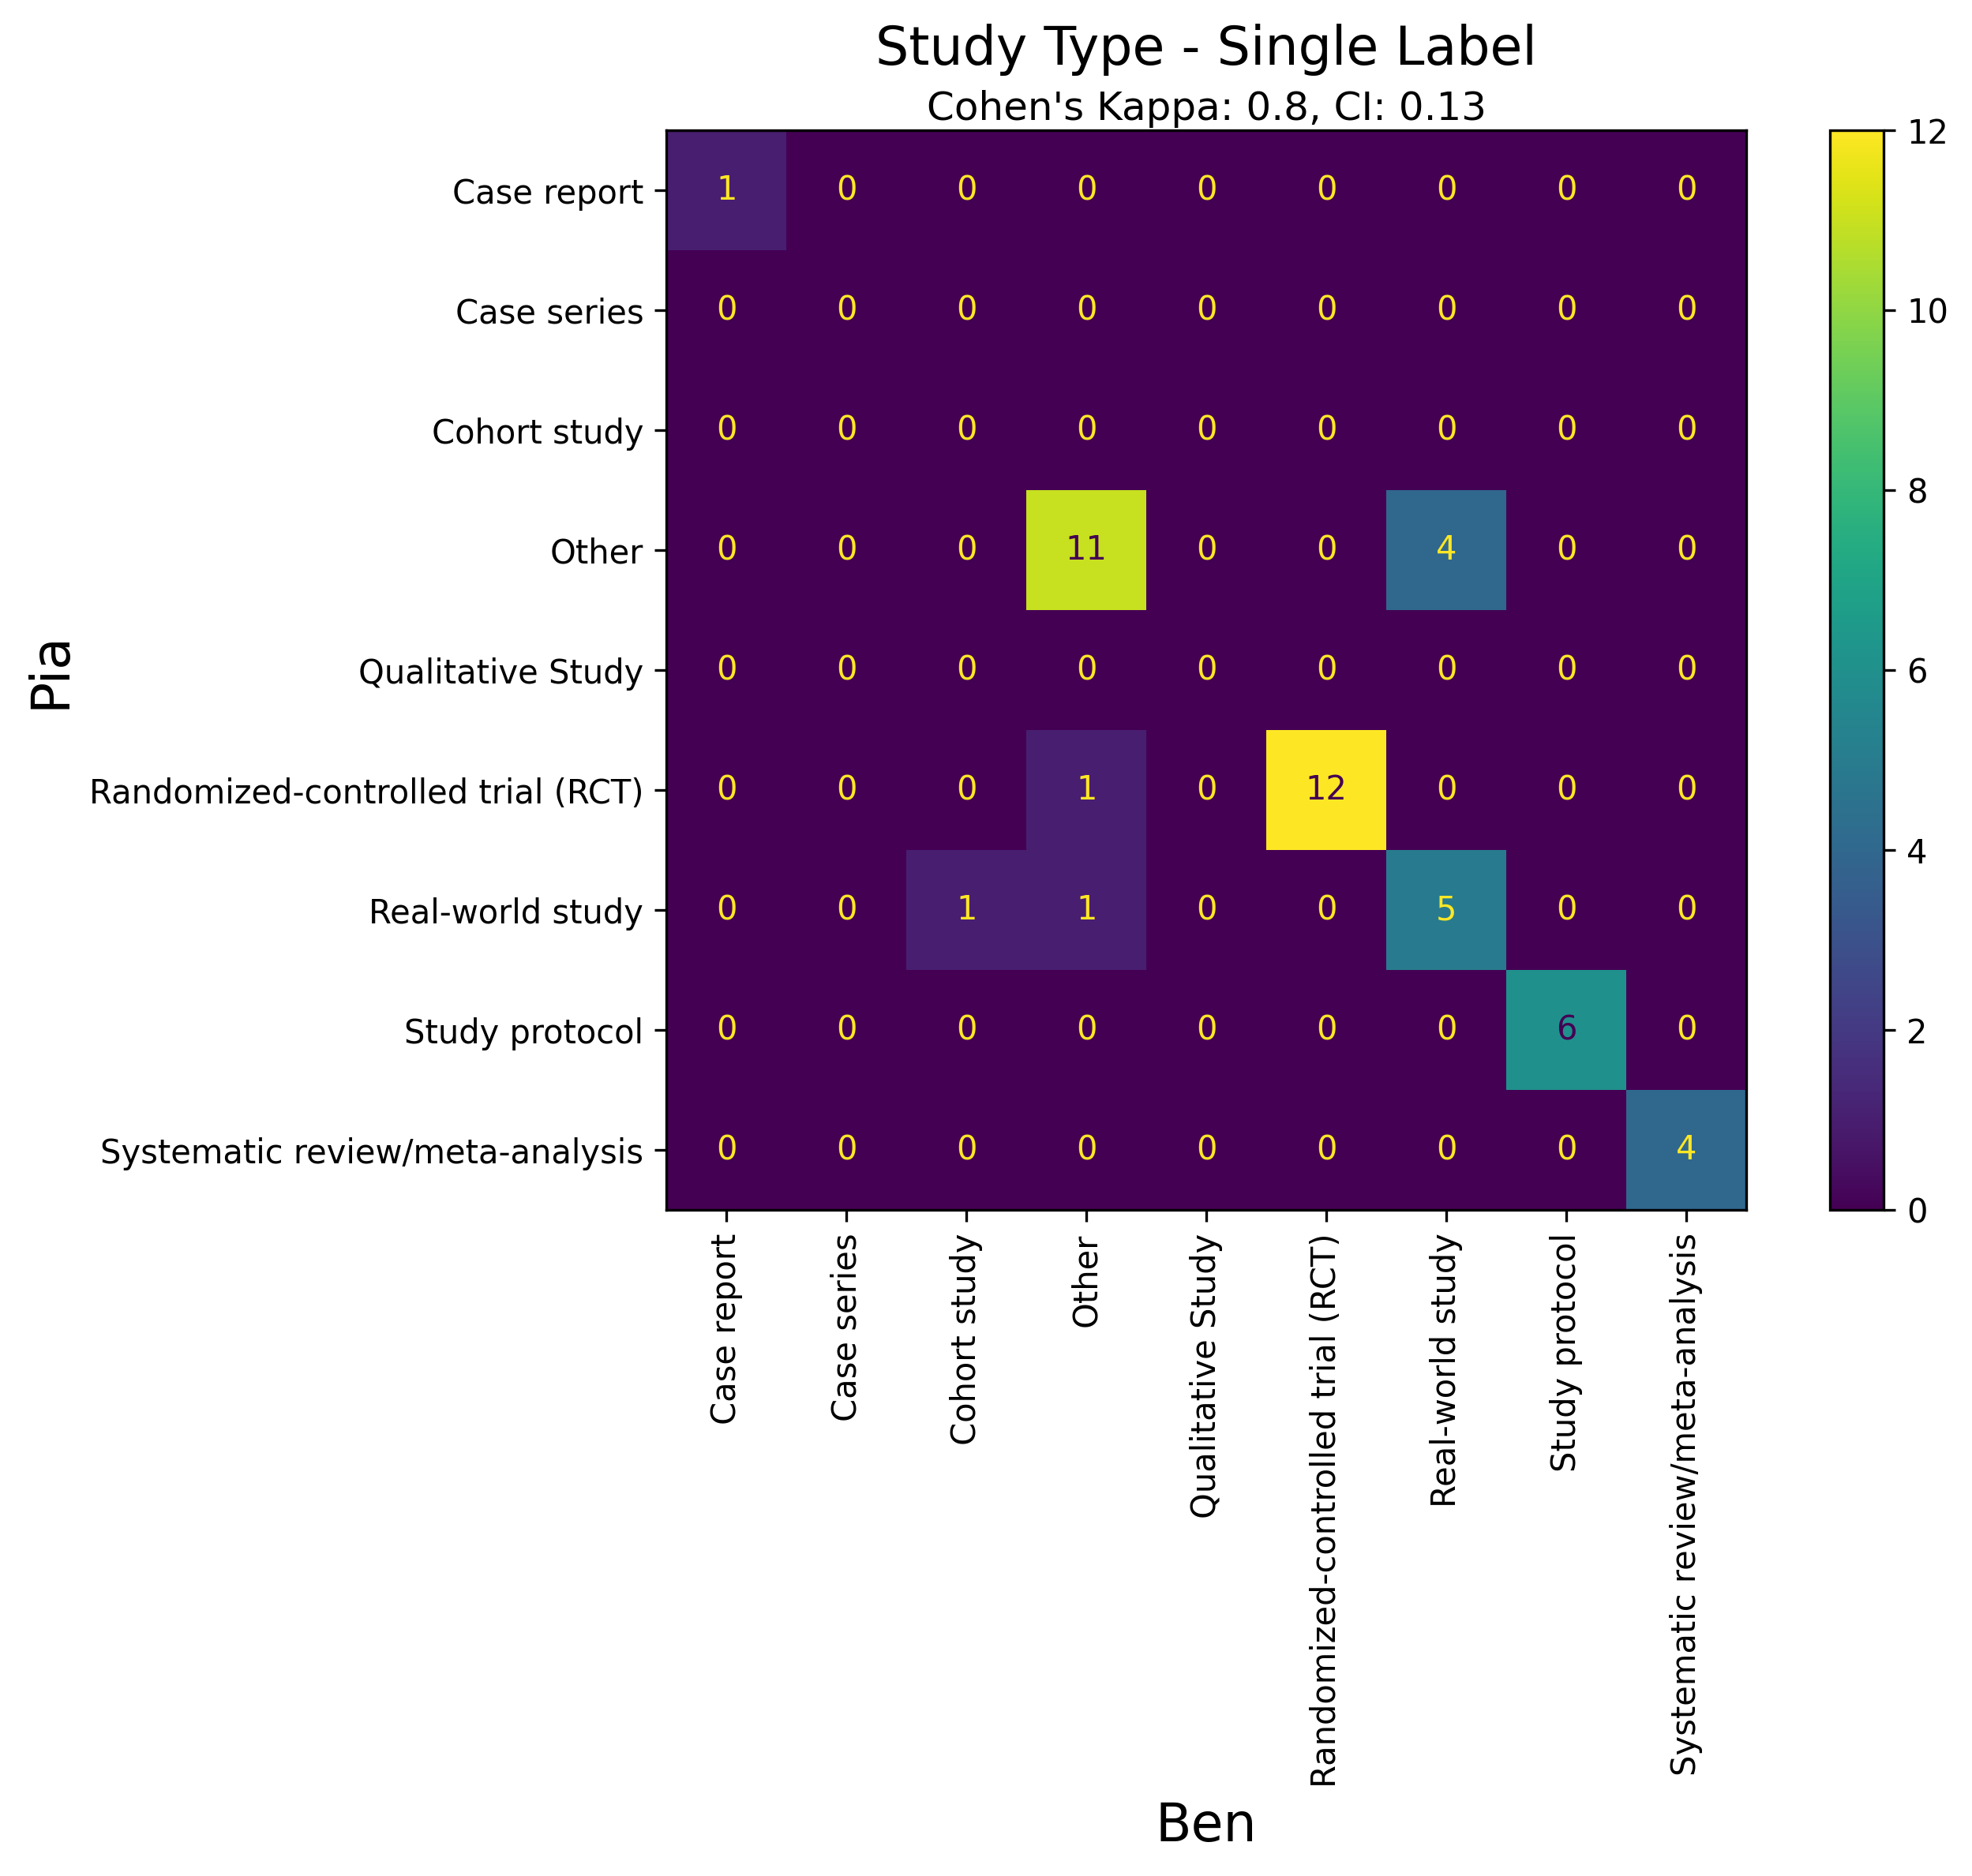 Study Type - Single Label
Cohen's Kappa: 0.8, CI: 0.13
Pia
Case report 1 0 0 0 0 0 0 0 0
Case series 0 0 0 0 0 0 0 0 0
Cohort study 0 0 0 0 0 0 0 0 0
Other 0 0 0 11 0 0 4 0 0
Qualitative Study 0 0 0 0 0 0 0 0 0
Randomized-controlled trial (RCT) 0 0 0 1 0 12 0 0 0
Real-world study 0 0 1 1 0 0 5 0 0
Study protocol 0 0 0 0 0 0 0 6 0
Systematic review/meta-analysis 0 0 0 0 0 0 0 0 4
Case report
Case series
Cohort study
Other
Qualitative Study
Randomized-controlled trial (RCT)
Real-world study
Study protocol
Systematic review/meta-analysis
Ben
12
10
8
6
4
2
0